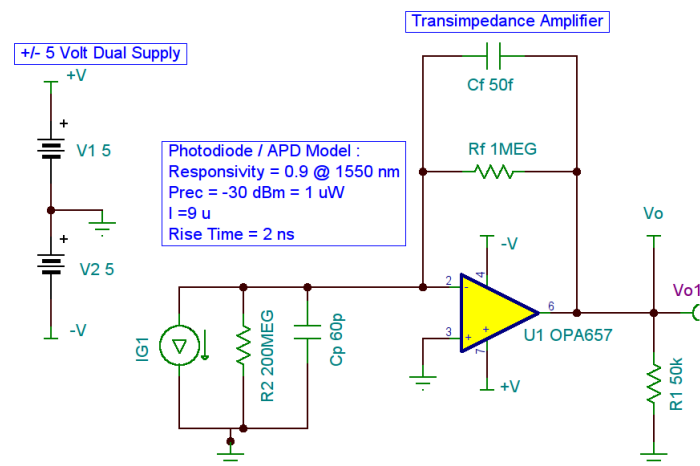 Transimpedance Amplifier
+/- 5 Volt Dual Supply
+V
+
V1 5
+
V2 5
-V
Photodiode / APD Model :
Responsivity = 0.9 @ 1550 nm
Prec = -30 dBm = 1 uW
I =9 u
Rise Time = 2 ns
Cf 50f
Rf 1MEG
-V
4
2
-
3
+
+
7
6
U1 OPA657
+V
Vo
Vo1
R1 50k
IG1
R2 200MEG
Cp 60p